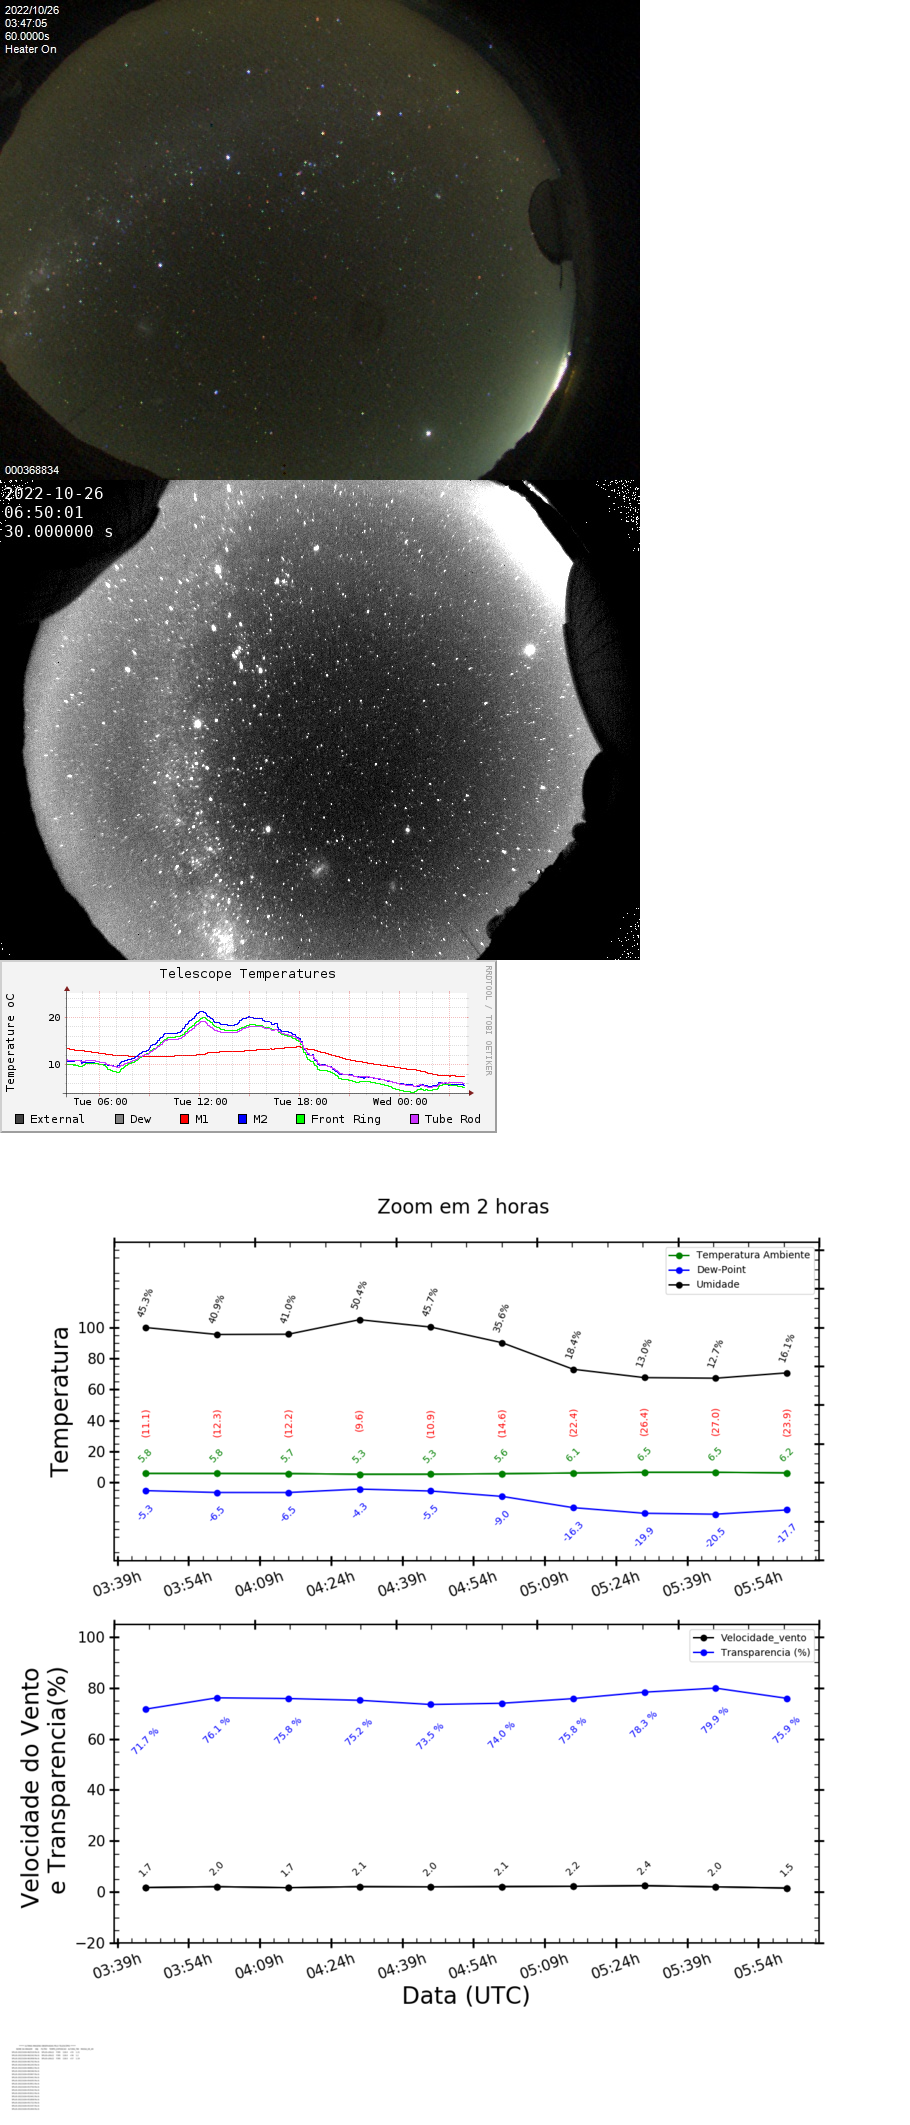 2022/10/26
03:47:05
60.0000s
Heater On
000368834
2022-10-26
06:50:01
30.000000 s
Telescope Temperatures
RRDTOOL / TOBI OETIKER
Temperature oC
20
10
Tue 06:00 Tue 12:00 Tue 18:00 Wed 00:00
External Dew M1 M2 Front Ring Tube Rod
Zoom em 2 horas
Temperatura Ambiente
Dew-Point
Umidade
Temperatura
100
80
60
40
20
0
45.3% 40.9% 41.0% 50.4% 45.7% 35.6% 18.4% 13.0% 12.7% 16.1%
(11.1) (12.3) (12.2) (9.6) (10.9) (14.6) (22.4) (26.4) (27.0) (23.9)
5.8 5.8 5.7 5.3 5.3 5.6 6.1 6.5 6.5 6.2
-5.3 -6.5 -6.5 -4.3 -5.5 -9.0 -16.3 -19.9 -20.5 -17.7
03:39h 03:54h 04:09h 04:24h 04:39h 04:54h 05:09h 05:24h 05:39h 05:54h
Velocidade_vento
Transparencia (%)
Velocidade do Vento
e Transparencia(%)
100
80
60
40
20
0
−20
71.7 % 76.1 % 75.8 % 75.2 % 73.5 % 74.0 % 75.8 % 78.3 % 79.9 % 75.9 %
1.7 2.0 1.7 2.1 2.0 2.1 2.2 2.4 2.0 1.5
03:39h 03:54h 04:09h 04:24h 04:39h 04:54h 05:09h 05:24h 05:39h 05:54h
Data (UTC)